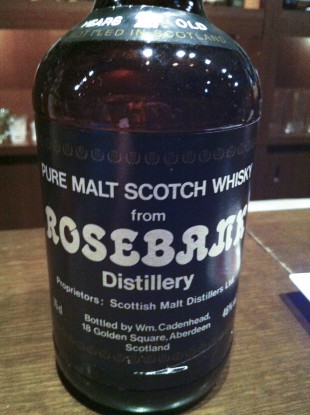 YEARS OLD
BOTTLED IN SCOTLAND
PURE MALT SCOTCH WHISKY
from
ROSEBANK
Distillery
Proprietors: Scottish Malt Distillers Ltd.
Bottled by Wm. Cadenhead,
18 Golden Square, Aberdeen
Scotland